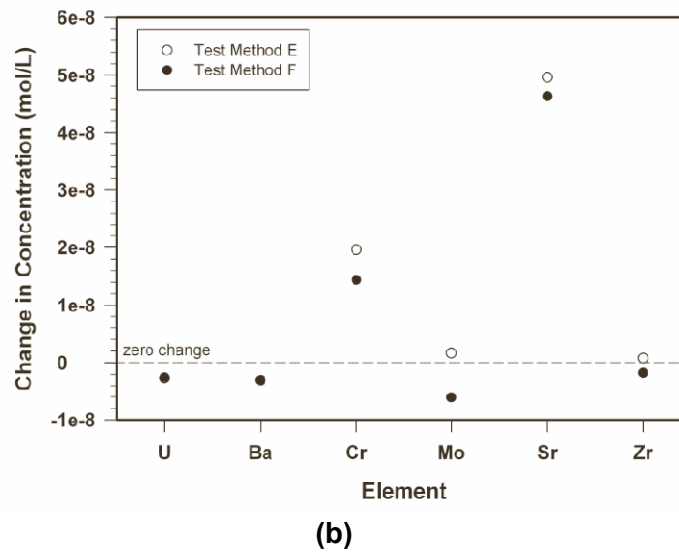 6e-8
Test Method E
Test Method F
5e-8
4e-8
3e-8
2e-8
1e-8
zero change
0
-1e-8
Change in Concentration (mol/L)
U Ba Cr Mo Sr Zr
Element
(b)